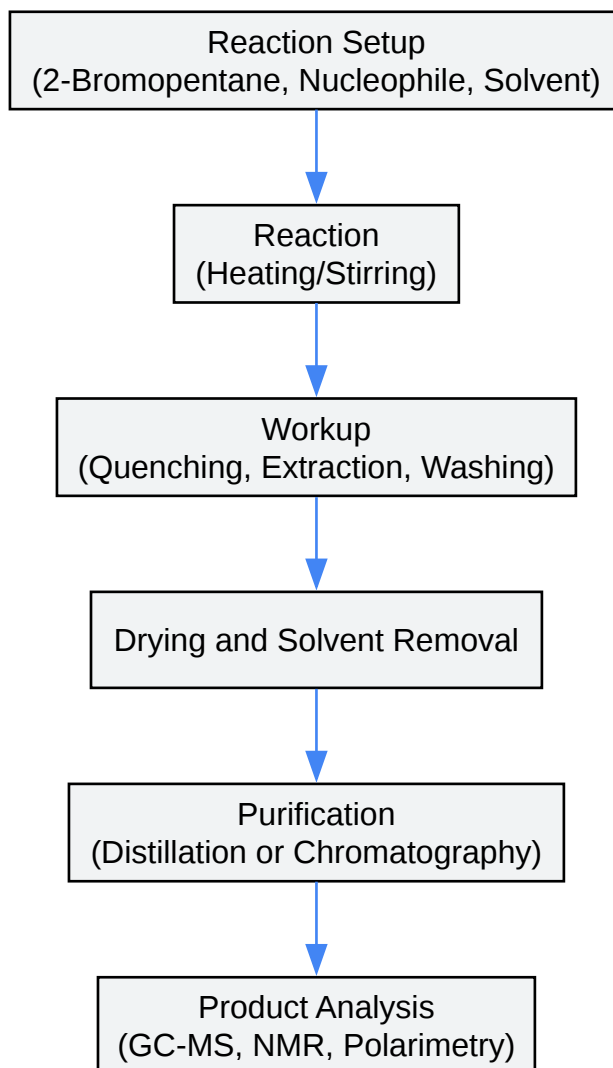 Reaction Setup
(2-Bromopentane, Nucleophile, Solvent)
Reaction
(Heating/Stirring)
Workup
(Quenching, Extraction, Washing)
Drying and Solvent Removal
Purification
(Distillation or Chromatography)
Product Analysis
(GC-MS, NMR, Polarimetry)